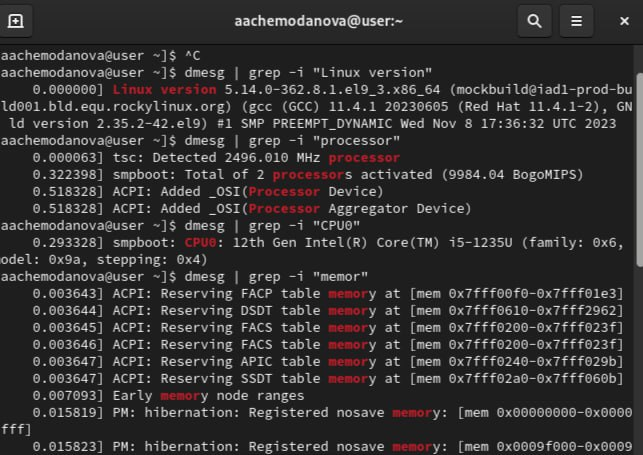 aachemodanova@user:~
aachemodanova@user ~]$ ^C
aachemodanova@user ~]$ dmesg | grep -i "Linux version"
0.000000] Linux version 5.14.0-362.8.1.el9_3.x86_64 (mockbuild@iad1-prod-bu
ld001.bld.equ.rockylinux.org) (gcc (GCC) 11.4.1 20230605 (Red Hat 11.4.1-2), GN
ld version 2.35.2-42.el9) #1 SMP PREEMPT_DYNAMIC Wed Nov 8 17:36:32 UTC 2023
aachemodanova@user ~]$ dmesg | grep -i "processor"
0.000063] tsc: Detected 2496.010 MHz processor
0.322398] smpboot: Total of 2 processors activated (9984.04 BogoMIPS)
0.518328] ACPI: Added _OSI(Processor Device)
0.518328] ACPI: Added _OSI(Processor Aggregator Device)
aachemodanova@user ~]$ dmesg | grep -i "CPU0"
0.293328] smpboot: CPU0: 12th Gen Intel(R) Core(TM) i5-1235U (family: 0x6,
odel: 0x9a, stepping: 0x4)
aachemodanova@user ~]$ dmesg | grep -i "memor"
0.003643] ACPI: Reserving FACP table memory at [mem 0x7fff00f0-0x7fff01e3]
0.003644] ACPI: Reserving DSDT table memory at [mem 0x7fff0610-0x7fff2962]
0.003645] ACPI: Reserving FACS table memory at [mem 0x7fff0200-0x7fff023f]
0.003646] ACPI: Reserving FACS table memory at [mem 0x7fff0200-0x7fff023f]
0.003647] ACPI: Reserving APIC table memory at [mem 0x7fff0240-0x7fff029b]
0.003647] ACPI: Reserving SSDT table memory at [mem 0x7fff02a0-0x7fff060b]
0.007093] Early memory node ranges
0.015819] PM: hibernation: Registered nosave memory: [mem 0x00000000-0x0000
fff]
0.015823] PM: hibernation: Registered nosave memory: [mem 0x0009f000-0x0009